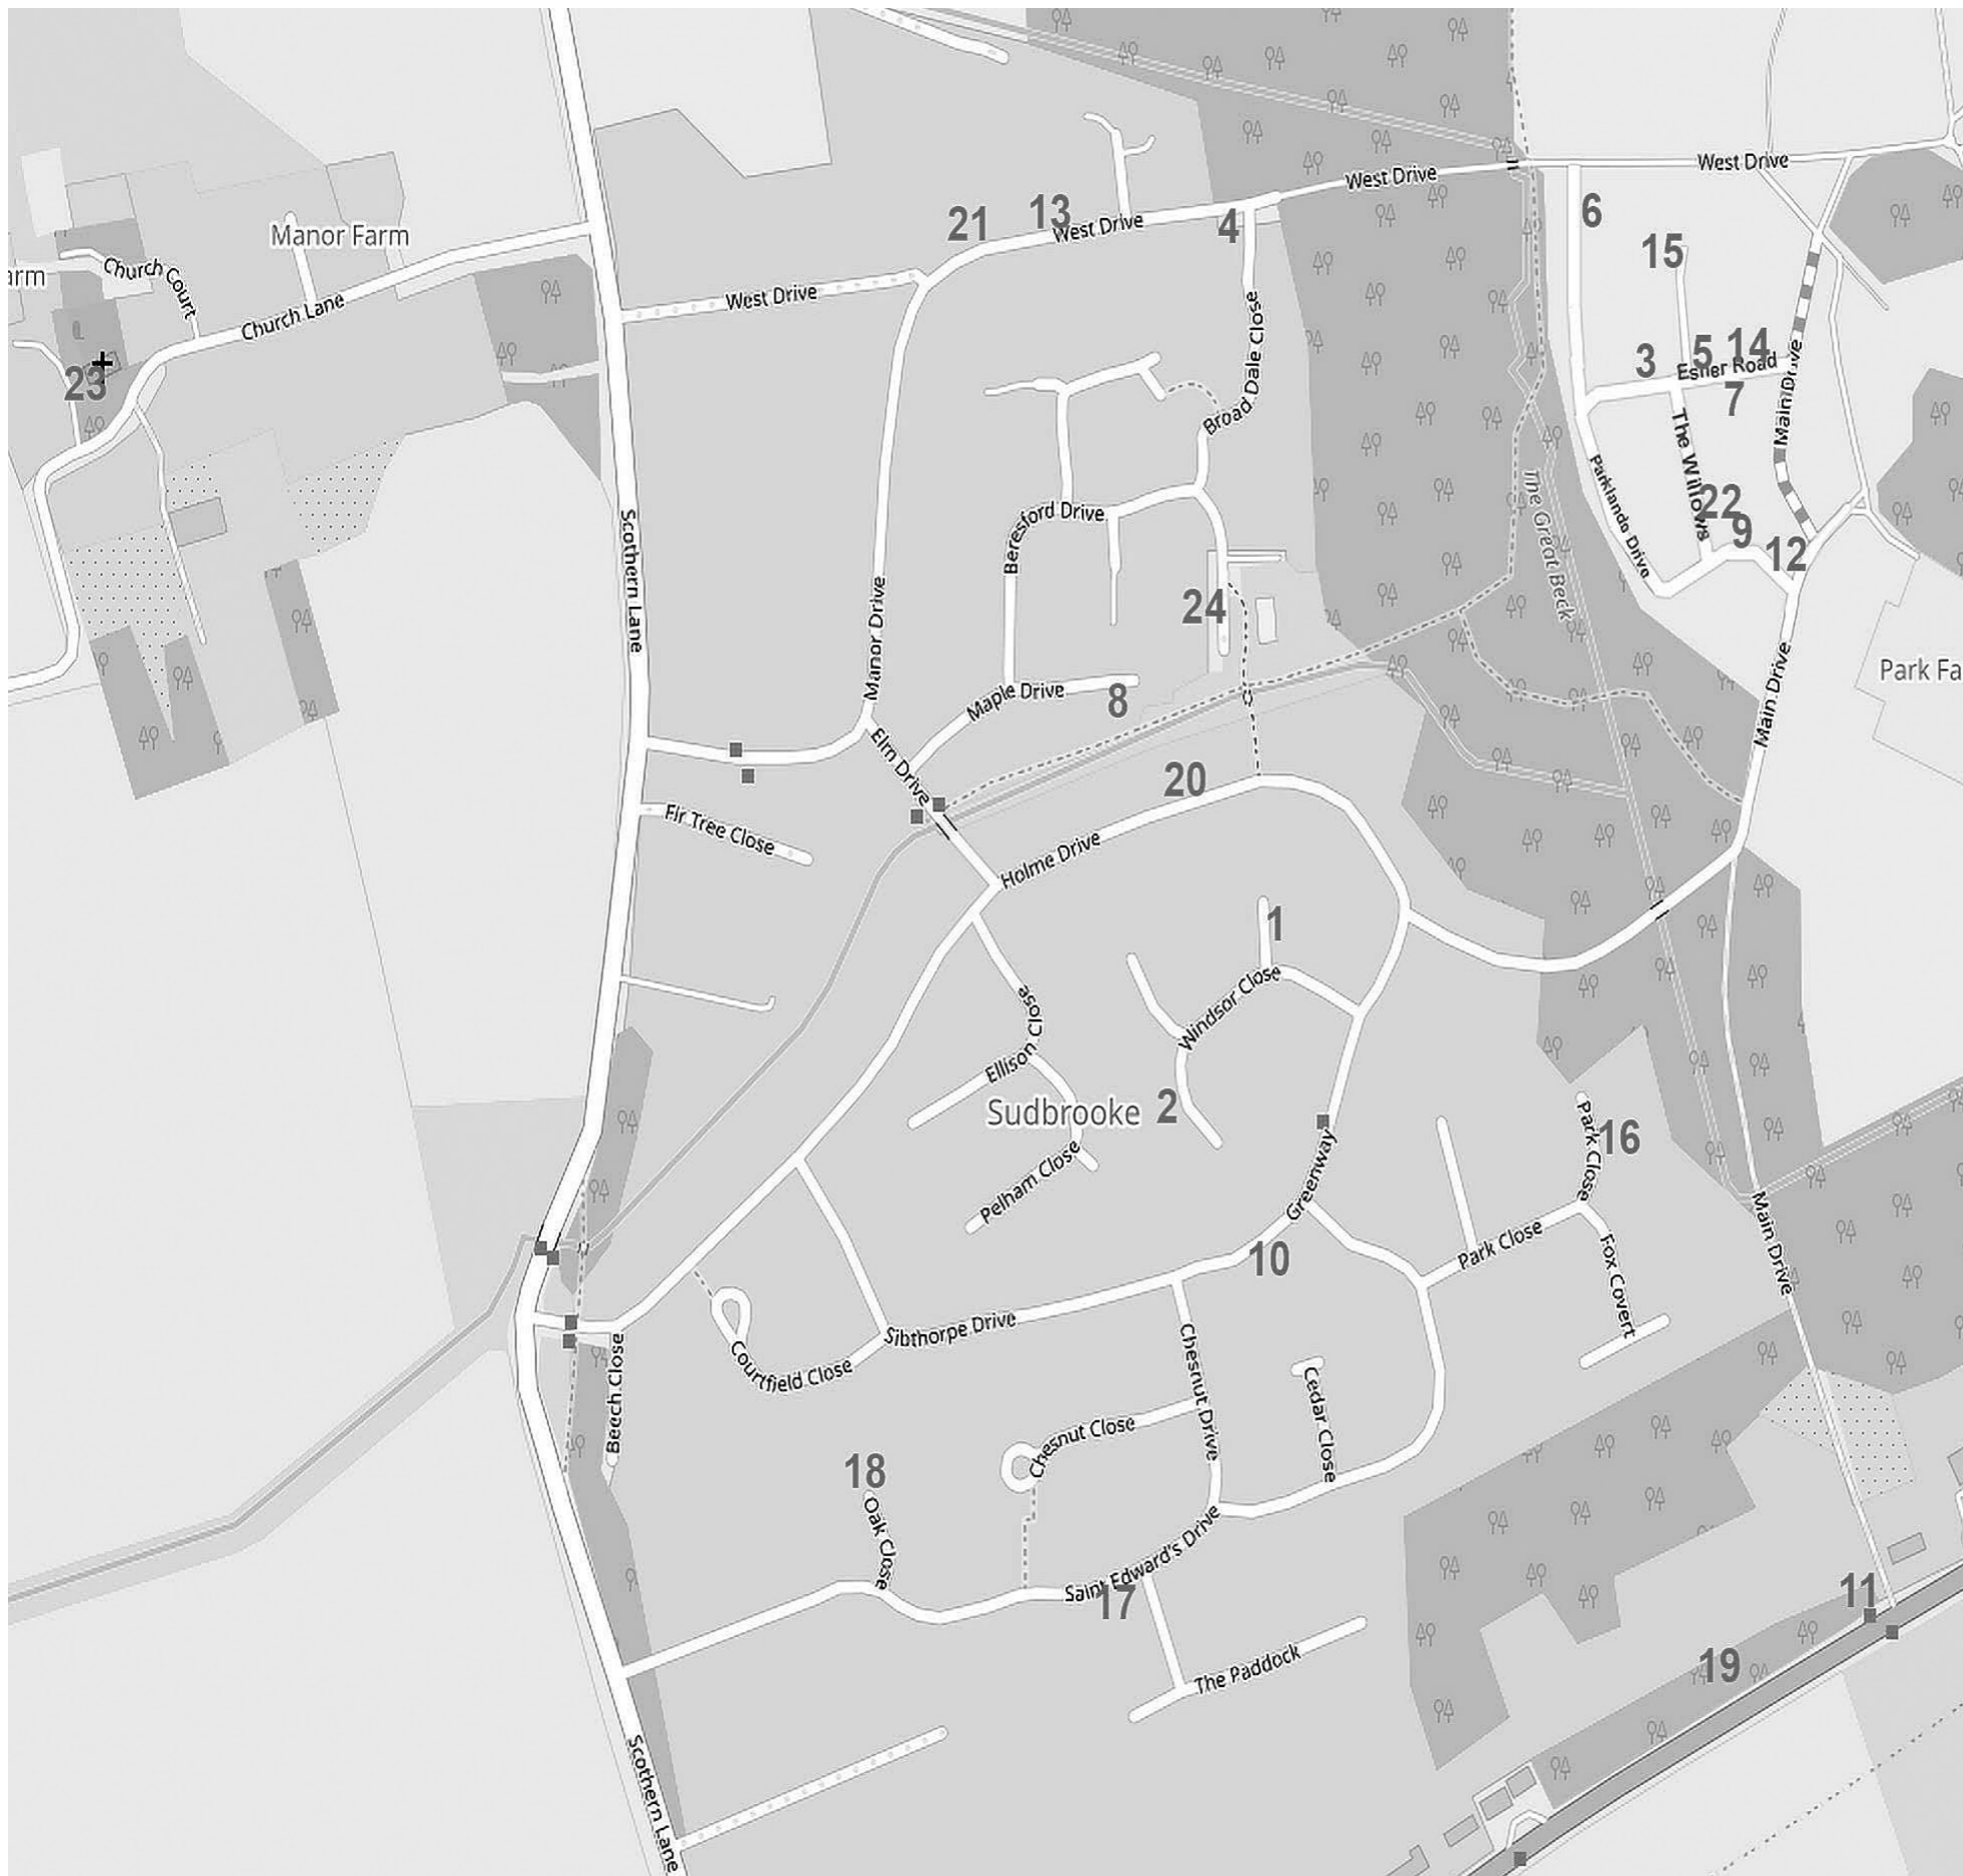 West Drive
6
West Drive
21
13
West Drive
4
Manor Farm
15
arm
Church Court
Church Lane
West Drive
Broad Dale Close
3
5
14
Esher Road
Main Drive
23
7
The Willows
Parklands Drive
22
9
12
The Great Beck
Scothern Lane
Beresford Drive
Manor Drive
24
Main Drive
Park Fa
Maple Drive
8
Elm Drive
20
Fir Tree Close
Holme Drive
1
Windsor Close
Ellison Close
Sudbrooke
2
Park Close
16
Pelham Close
Greenway
10
Park Close
Fox Covert
Main Drive
Sibthorpe Drive
Courtfield Close
Beech Close
Chesnut Drive
Cedar Close
Chesnut Close
18
Oak Close
Saint Edward's Drive
17
11
The Paddock
19
Scothern Lane